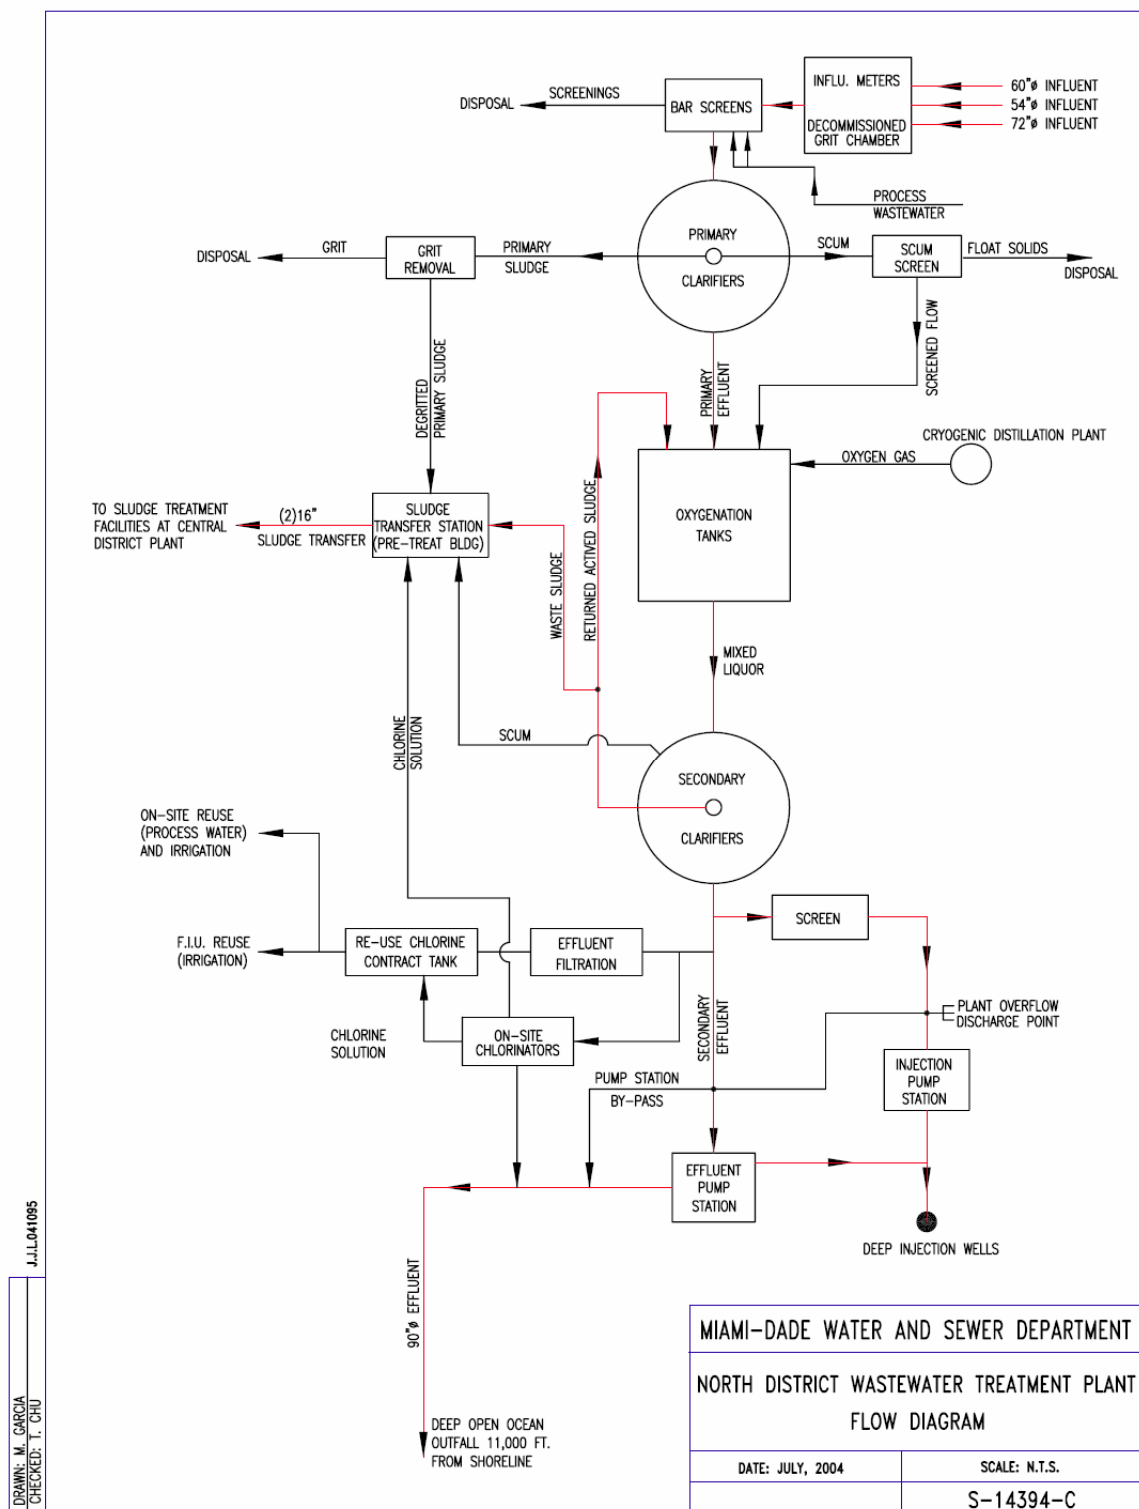 INFLU. METERS
DECOMMISSIONED
GRIT CHAMBER
60"ø INFLUENT
54"ø INFLUENT
72"ø INFLUENT
BAR SCREENS
SCREENINGS
DISPOSAL
PROCESS
WASTEWATER
PRIMARY
CLARIFIERS
SCUM
SCUM
SCREEN
FLOAT SOLIDS
DISPOSAL
PRIMARY
SLUDGE
GRIT
REMOVAL
GRIT
DISPOSAL
SCREENED FLOW
PRIMARY
EFFLUENT
DEGRITTED
PRIMARY SLUDGE
CRYOGENIC DISTILLATION PLANT
OXYGEN GAS
OXYGENATION
TANKS
TO SLUDGE TREATMENT
FACILITIES AT CENTRAL
DISTRICT PLANT
(2)16"
SLUDGE TRANSFER
SLUDGE
TRANSFER STATION
(PRE-TREAT BLDG)
WASTE SLUDGE
RETURNED ACTIVED SLUDGE
MIXED
LIQUOR
CHLORINE
SOLUTION
SCUM
SECONDARY
CLARIFIERS
ON-SITE REUSE
(PROCESS WATER)
AND IRRIGATION
F.I.U. REUSE
(IRRIGATION)
RE-USE CHLORINE
CONTRACT TANK
EFFLUENT
FILTRATION
SCREEN
CHLORINE
SOLUTION
ON-SITE
CHLORINATORS
SECONDARY
EFFLUENT
PLANT OVERFLOW
DISCHARGE POINT
PUMP STATION
BY-PASS
INJECTION
PUMP
STATION
EFFLUENT
PUMP
STATION
DEEP INJECTION WELLS
90"ø EFFLUENT
DEEP OPEN OCEAN
OUTFALL 11,000 FT.
FROM SHORELINE
J.J.L.041095
DRAWN: M. GARCIA
CHECKED: T. CHU
MIAMI-DADE WATER AND SEWER DEPARTMENT
NORTH DISTRICT WASTEWATER TREATMENT PLANT
FLOW DIAGRAM
DATE: JULY, 2004
SCALE: N.T.S.
S-14394-C